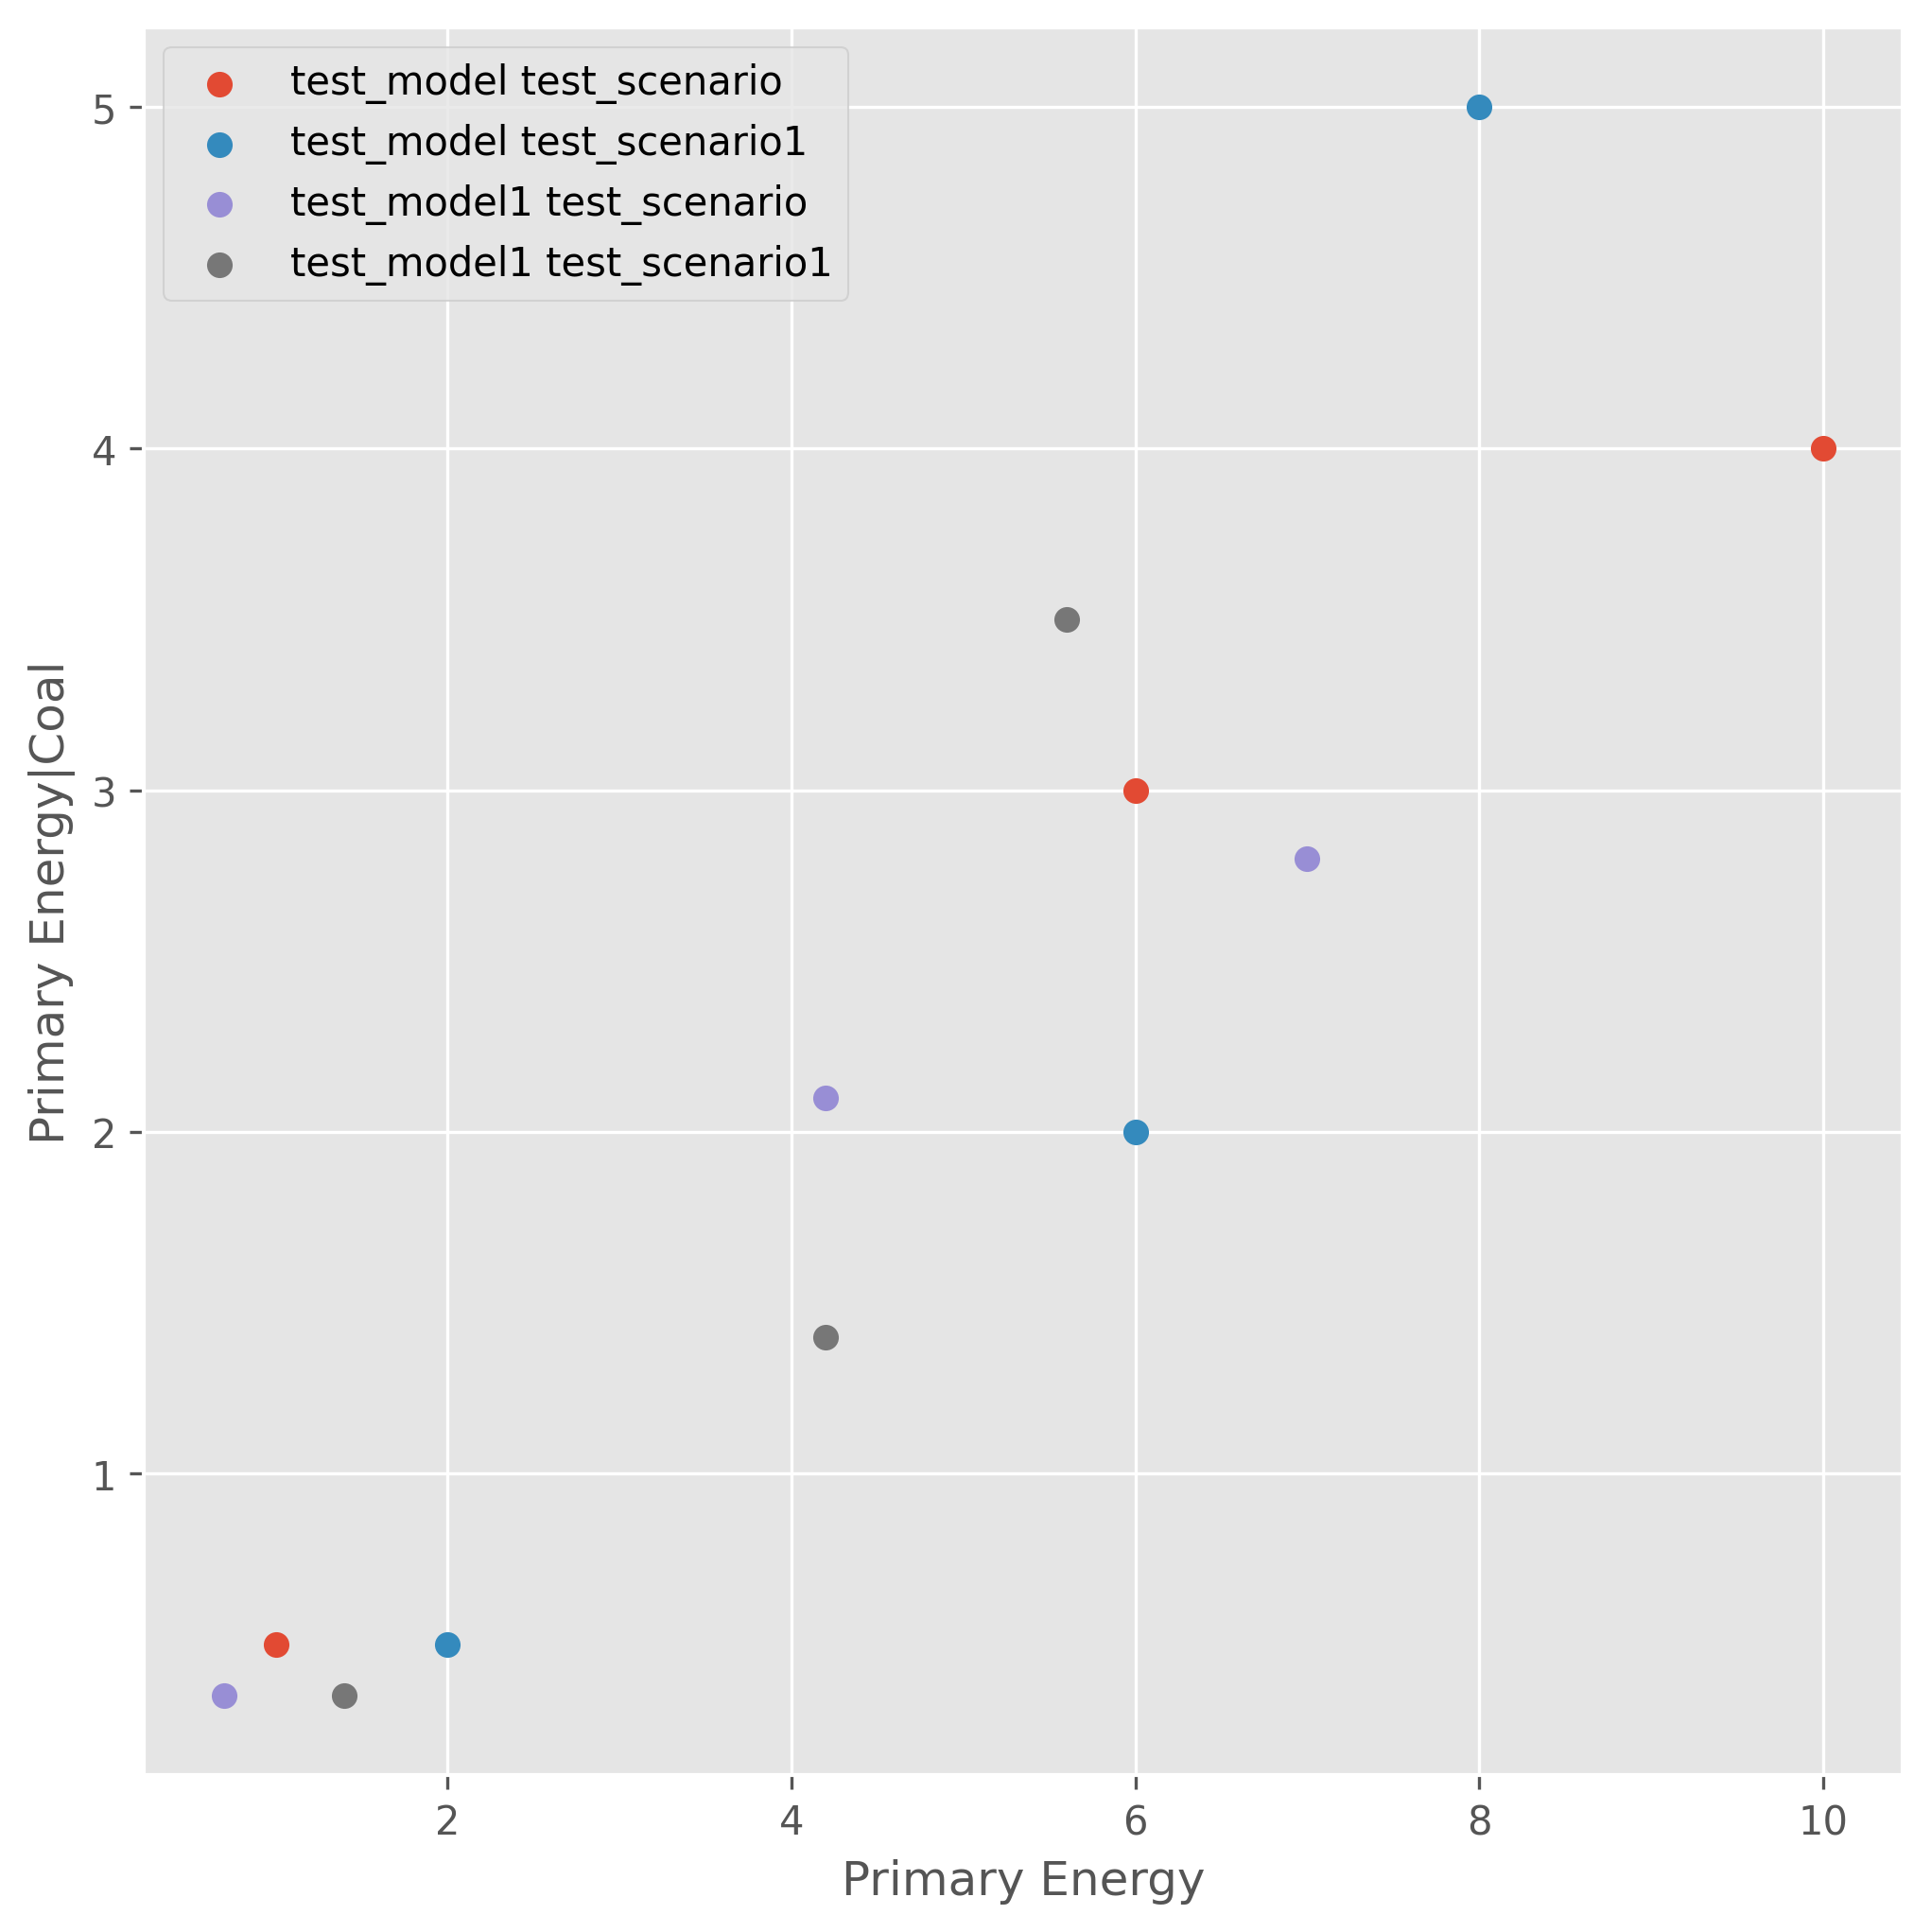 test_model test_scenario
test_model test_scenario1
test_model1 test_scenario
test_model1 test_scenario1
5
4
3
2
1
Primary Energy|Coal
2
4
6
8
10
Primary Energy